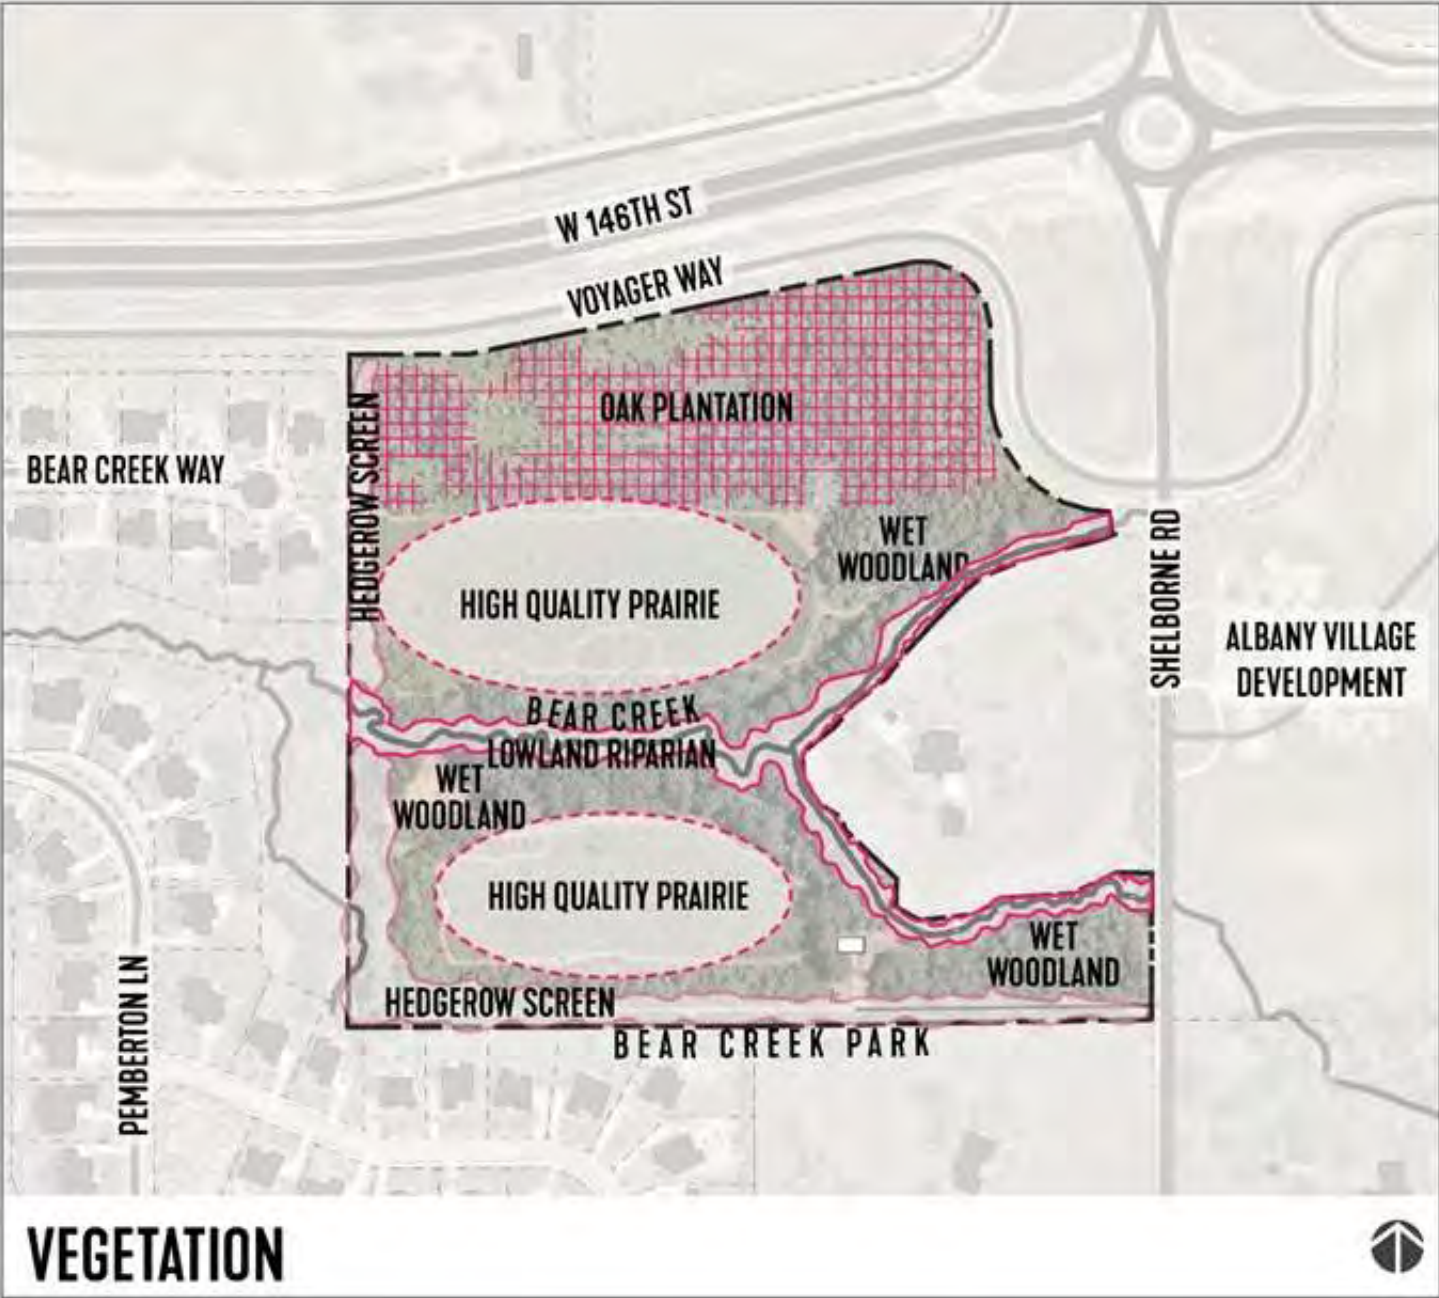 W 146TH ST
VOYAGER WAY
OAK PLANTATION
HEDGEROW SCREEN
BEAR CREEK WAY
WET
WOODLAND
HIGH QUALITY PRAIRIE
SHELBORNE RD
ALBANY VILLAGE
DEVELOPMENT
BEAR CREEK
LOWLAND RIPARIAN
WET
WOODLAND
HIGH QUALITY PRAIRIE
WET
WOODLAND
HEDGEROW SCREEN
BEAR CREEK PARK
PEMBERTON LN
VEGETATION